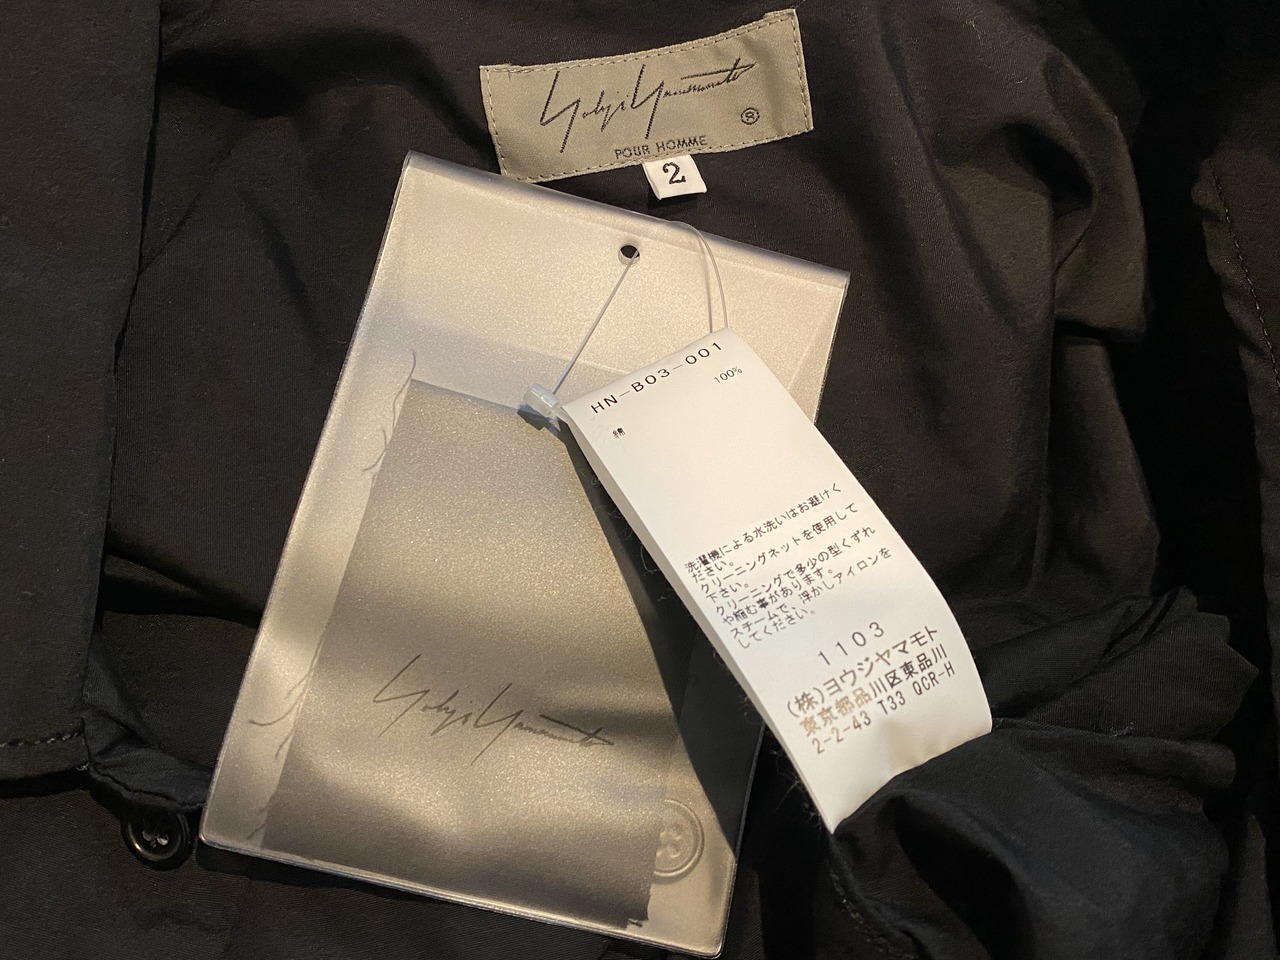 Yohji Yamamoto
®
POUR HOMME
2
HN-B03-001
100%
綿
洗濯機による水洗いはお避けく
ださい。
クリーニングネットを使用して
下さい。
クリーニングで多少の型くずれ
や縮む事があります。
スチームで、浮かしアイロンを
してください。
1103
(株)ヨウジヤマモト
東京都品川区東品川
2-2-43 T33 QCR-H
Yohji Yamamoto